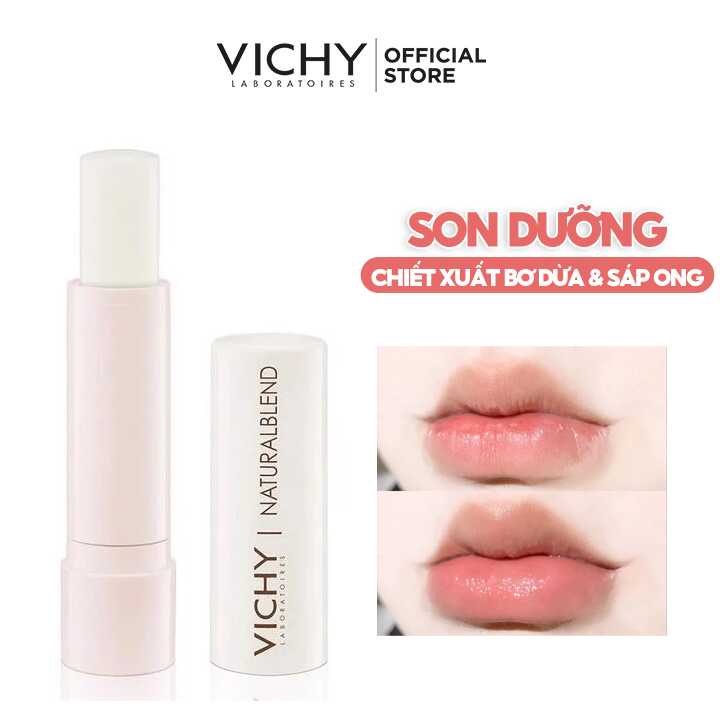 VICHY
LABORATOIRES
OFFICIAL
STORE
SON DƯỠNG
CHIẾT XUẤT BƠ DỪA & SÁP ONG
VICHY
LABORATOIRES
NATURALBLEND